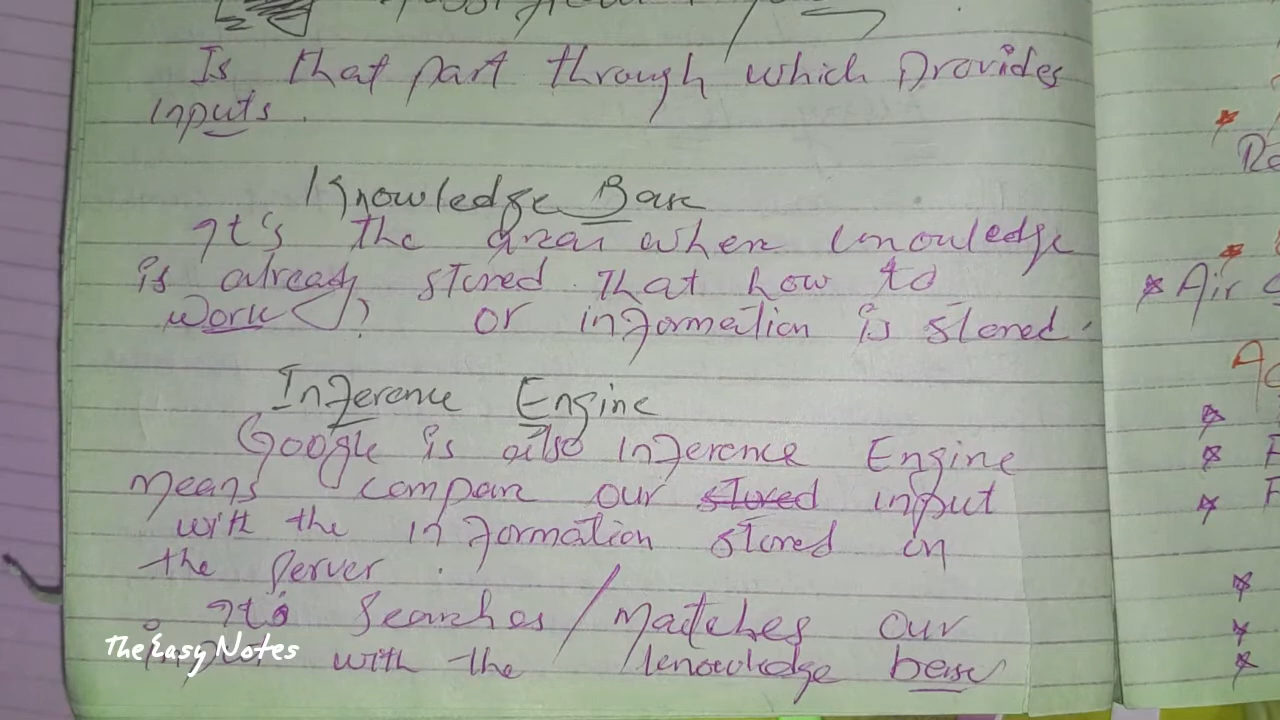 Is that part through which provides
inputs.
Knowledge Base
It's the area when knowledge
is already stored that how to
work? or information is stored.
Inference Engine
Google is also Inference Engine
means compare our stored input
with the information stored in
the server.
It's searches/Matches our
with the knowledge base
The Easy Notes
Air